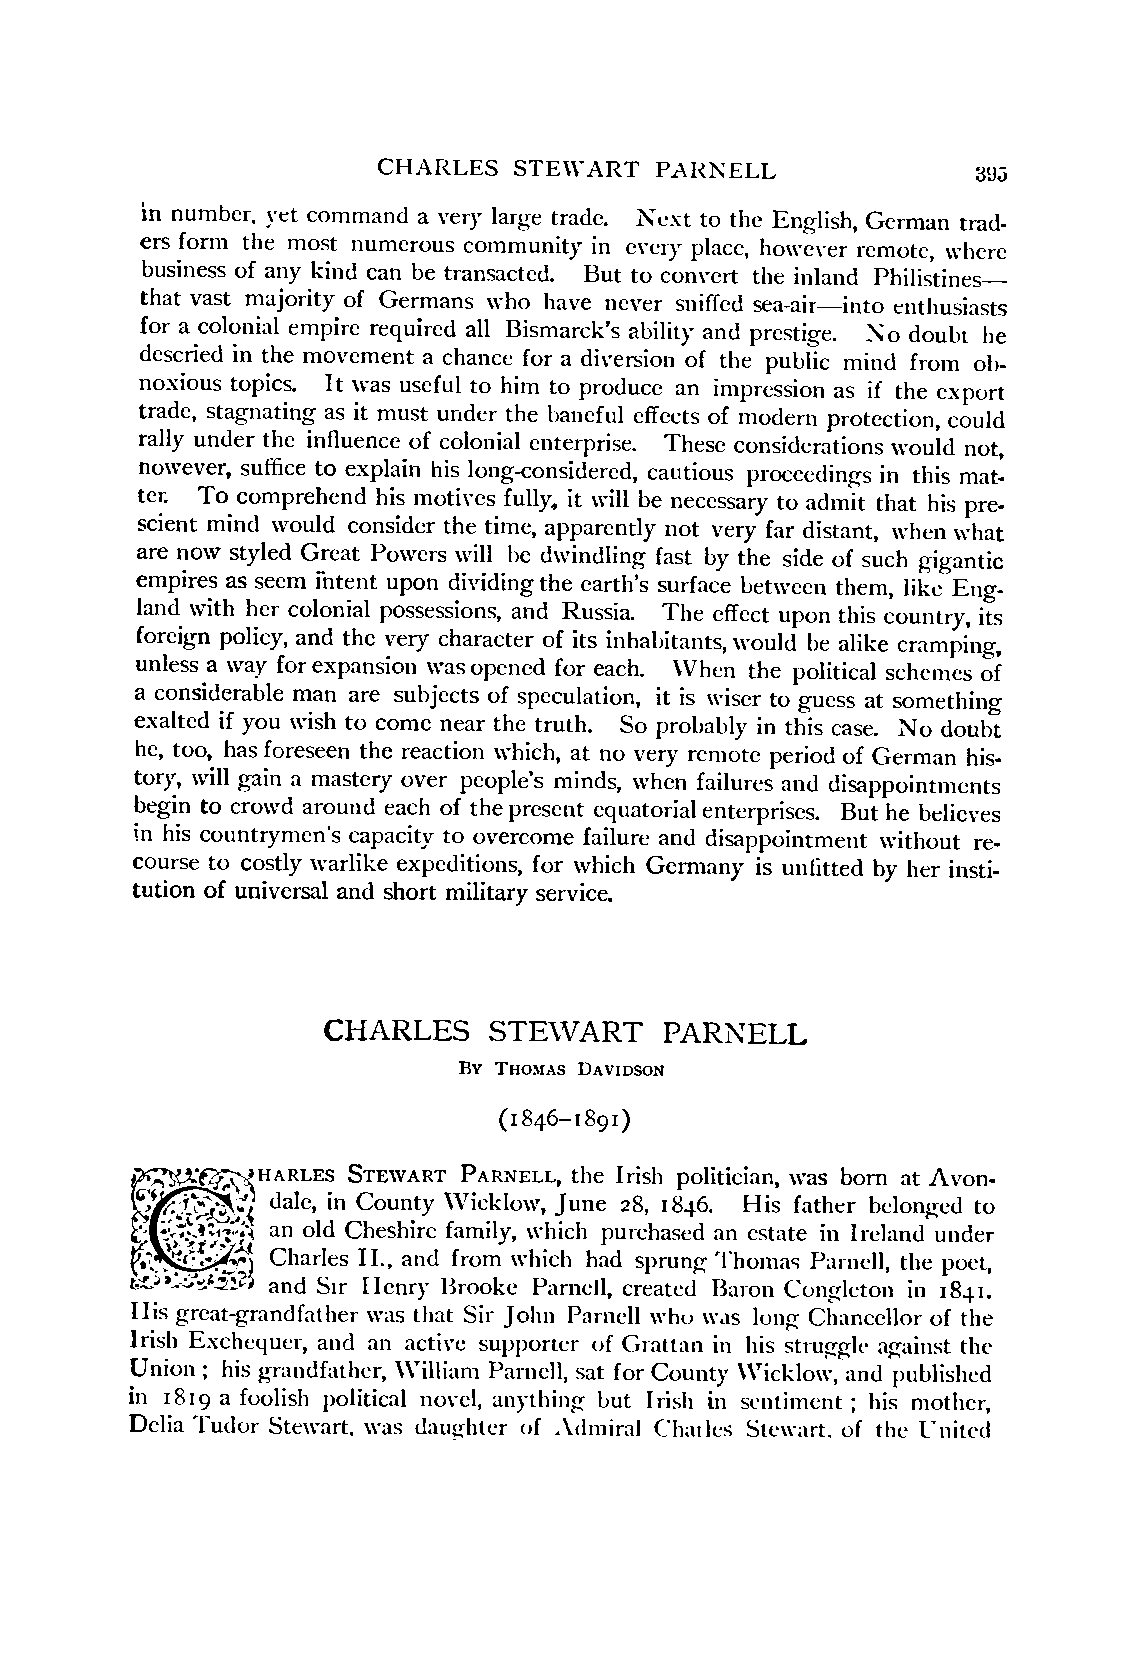 CHARLES STEWART PARNELL 395
in number, yet command a very large trade. Next to the English, German trad-
ers form the most numerous community in every place, however remote, where
business of any kind can be transacted. But to convert the inland Philistines—
that vast majority of Germans who have never sniffed sea-air—into enthusiasts
for a colonial empire required all Bismarck's ability and prestige. No doubt he
descried in the movement a chance for a diversion of the public mind from ob-
noxious topics. It was useful to him to produce an impression as if the export
trade, stagnating as it must under the baneful effects of modern protection, could
rally under the influence of colonial enterprise. These considerations would not,
however, suffice to explain his long-considered, cautious proceedings in this mat-
ter. To comprehend his motives fully, it will be necessary to admit that his pre-
scient mind would consider the time, apparently not very far distant, when what
are now styled Great Powers will be dwindling fast by the side of such gigantic
empires as seem intent upon dividing the earth's surface between them, like Eng-
land with her colonial possessions, and Russia. The effect upon this country, its
foreign policy, and the very character of its inhabitants, would be alike cramping,
unless a way for expansion was opened for each. When the political schemes of
a considerable man are subjects of speculation, it is wiser to guess at something
exalted if you wish to come near the truth. So probably in this case. No doubt
he, too, has foreseen the reaction which, at no very remote period of German his-
tory, will gain a mastery over people's minds, when failures and disappointments
begin to crowd around each of the present equatorial enterprises. But he believes
in his countrymen's capacity to overcome failure and disappointment without re-
course to costly warlike expeditions, for which Germany is unfitted by her insti-
tution of universal and short military service.
CHARLES STEWART PARNELL
BY THOMAS DAVIDSON
(1846–1891)
CHARLES STEWART PARNELL, the Irish politician, was born at Avon-
dale, in County Wicklow, June 28, 1846. His father belonged to
an old Cheshire family, which purchased an estate in Ireland under
Charles II., and from which had sprung Thomas Parnell, the poet,
and Sir Henry Brooke Parnell, created Baron Congleton in 1841.
His great-grandfather was that Sir John Parnell who was long Chancellor of the
Irish Exchequer, and an active supporter of Grattan in his struggle against the
Union ; his grandfather, William Parnell, sat for County Wicklow, and published
in 1819 a foolish political novel, anything but Irish in sentiment ; his mother,
Delia Tudor Stewart, was daughter of Admiral Charles Stewart, of the United